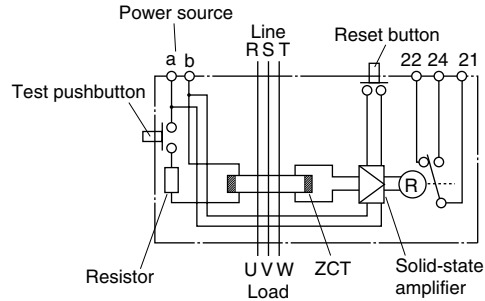 Power source
a b
Line
R S T
Reset button
22 24 21
Test pushbutton
R
Resistor
U V W
Load
ZCT
Solid-state
amplifier